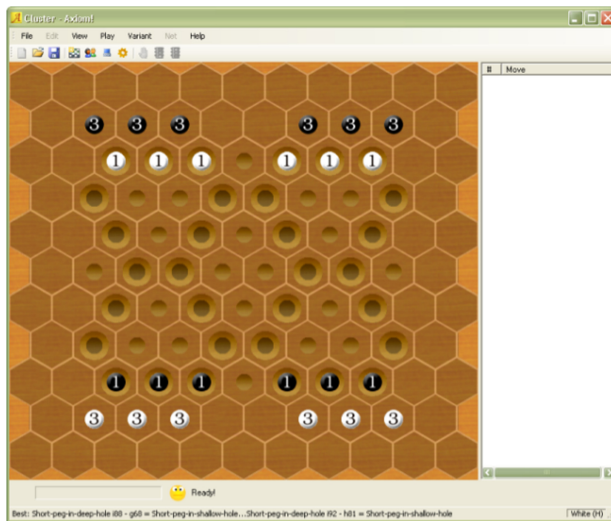 Cluster - Axiom!
File Edit View Play Variant Net Help
# Move
3 3 3 3 3 3
1 1 1 1 1 1
1 1 1 1 1 1
3 3 3 3 3 3
Ready!
Best: Short-peg-in-deep-hole i88 - g68 = Short-peg-in-shallow-hole...Short-peg-in-deep-hole i92 - h81 = Short-peg-in-shallow-hole
White (H)